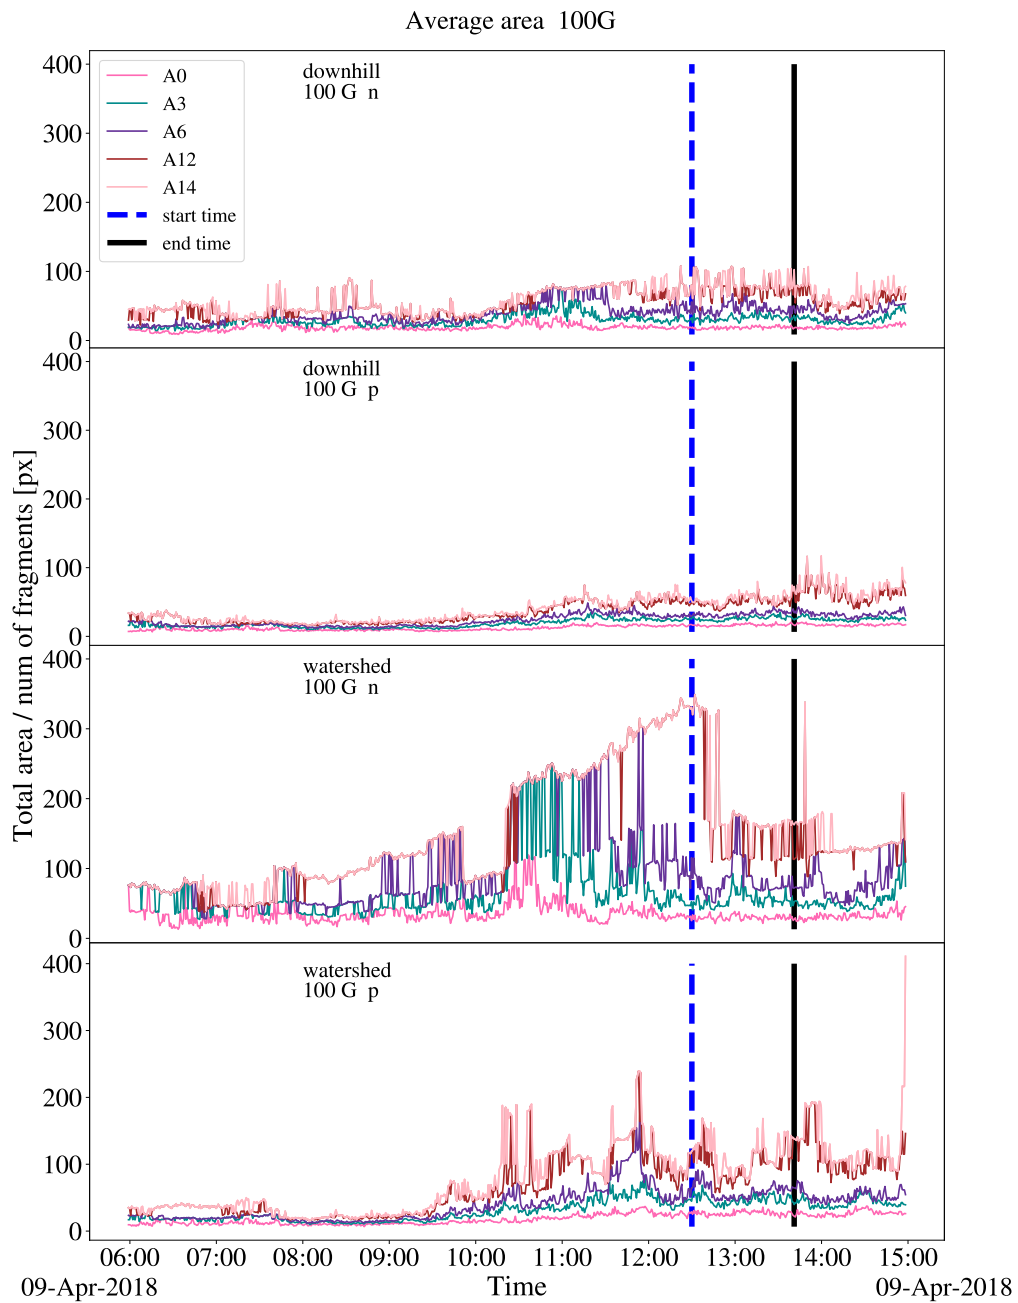 Average area 100G
400
300
200
100
0
A0
A3
A6
A12
A14
start time
end time
downhill
100 G n
400
300
200
100
0
downhill
100 G p
400
300
200
100
0
watershed
100 G n
400
300
200
100
0
watershed
100 G p
Total area / num of fragments [px]
06:00 07:00 08:00 09:00 10:00 11:00 12:00 13:00 14:00 15:00
09-Apr-2018 Time 09-Apr-2018